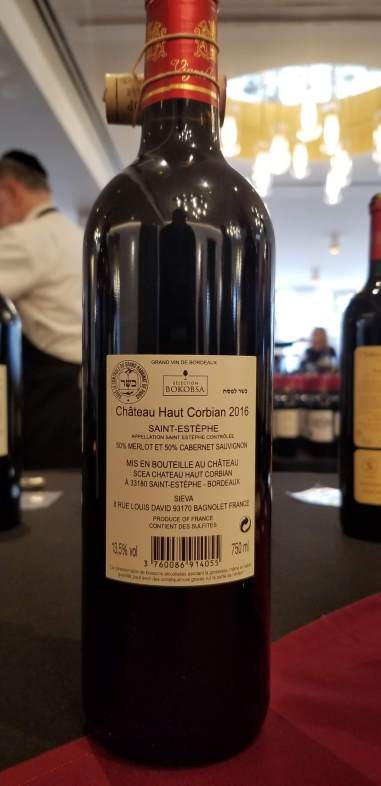 GRAND VIN DE BORDEAUX
כשר
SÉLECTION
BOKOBSA
כשר לפסח
Château Haut Corbian 2016
SAINT-ESTÈPHE
APPELLATION SAINT ESTÈPHE CONTRÔLÉE
50% MERLOT ET 50% CABERNET SAUVIGNON
MIS EN BOUTEILLE AU CHÂTEAU
SCEA CHATEAU HAUT CORBIAN
À 33180 SAINT-ESTÈPHE - BORDEAUX
SIEVA
8 RUE LOUIS DAVID 93170 BAGNOLET FRANCE
PRODUCE OF FRANCE
CONTIENT DES SULFITES
13,5% vol
750 ml
3 760086 914055